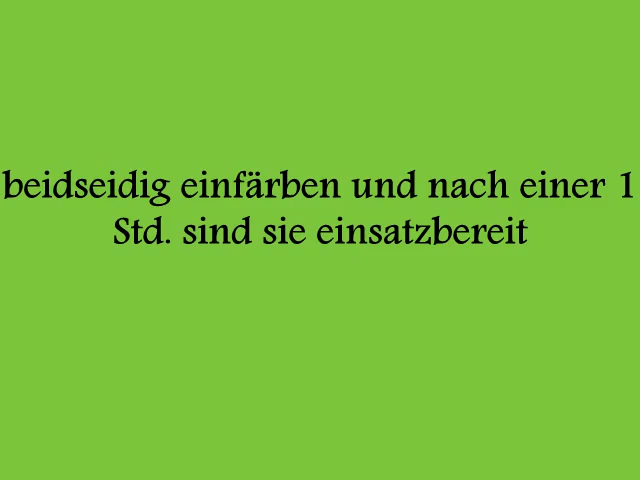 beidseidig einfärben und nach einer 1
Std. sind sie einsatzbereit